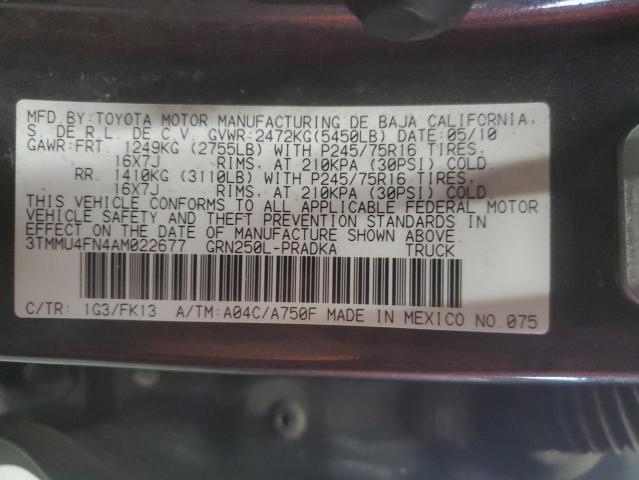 MFD.BY:TOYOTA MOTOR MANUFACTURING DE BAJA CALIFORNIA,
S. DE R.L. DE C.V. GVWR:2472KG(5450LB) DATE:05/10
GAWR:FRT. 1249KG (2755LB) WITH P245/75R16 TIRES,
16X7J RIMS, AT 210KPA (30PSI) COLD.
RR. 1410KG (3110LB) WITH P245/75R16 TIRES,
16X7J RIMS, AT 210KPA (30PSI) COLD.
THIS VEHICLE CONFORMS TO ALL APPLICABLE FEDERAL MOTOR
VEHICLE SAFETY AND THEFT PREVENTION STANDARDS IN
EFFECT ON THE DATE OF MANUFACTURE SHOWN ABOVE.
3TMMU4FN4AM022677 GRN250L-PRADKA TRUCK
C/TR: 1G3/FK13 A/TM:A04C/A750F MADE IN MEXICO NO.075